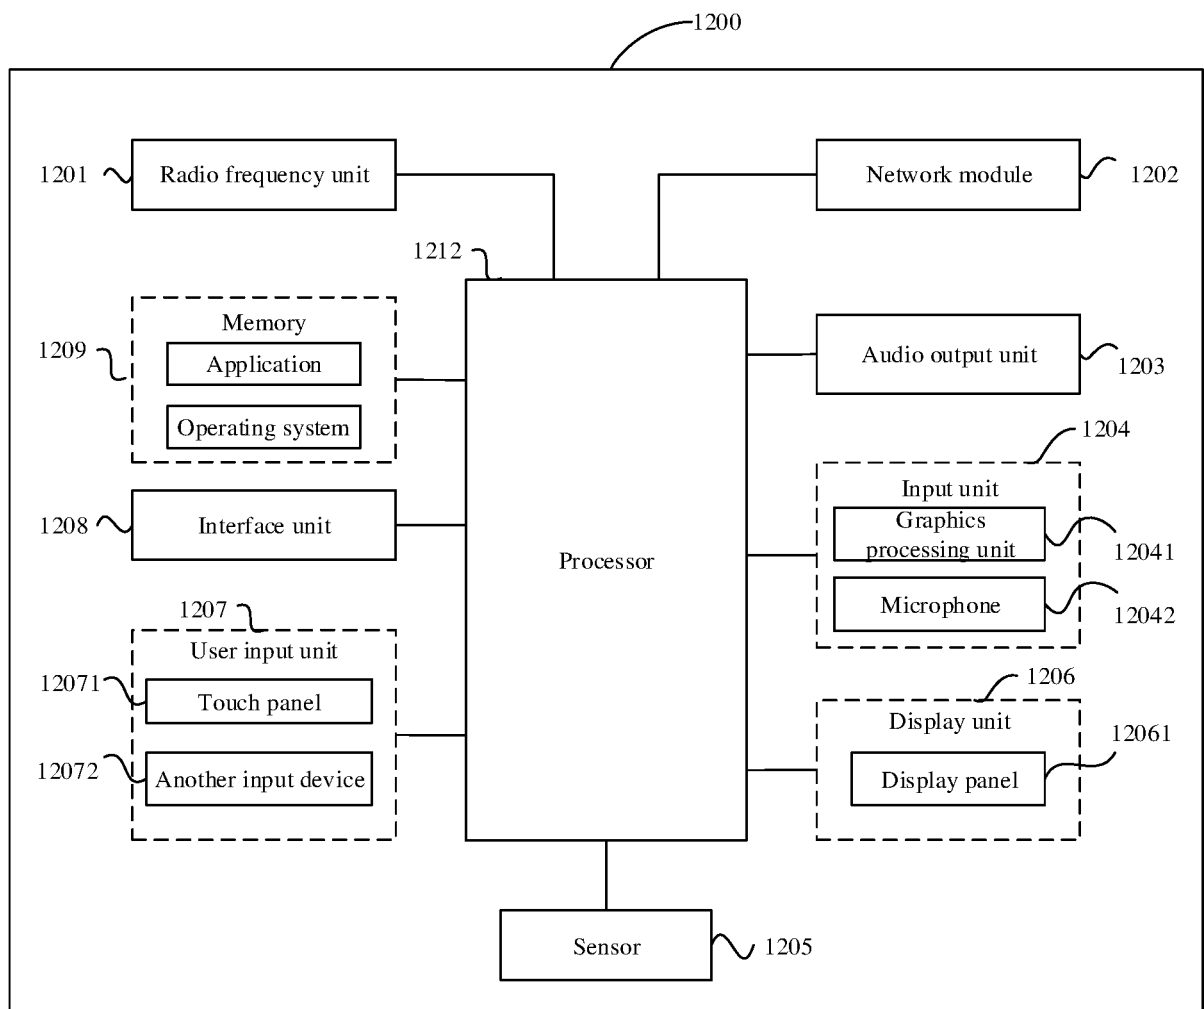 1200
1201
Radio frequency unit
Network module
1202
1212
Memory
1209
Application
Operating system
Audio output unit
1203
1204
Input unit
Graphics
processing unit
12041
Microphone
12042
1208
Interface unit
Processor
1207
User input unit
12071
Touch panel
12072
Another input device
1206
Display unit
12061
Display panel
Sensor
1205